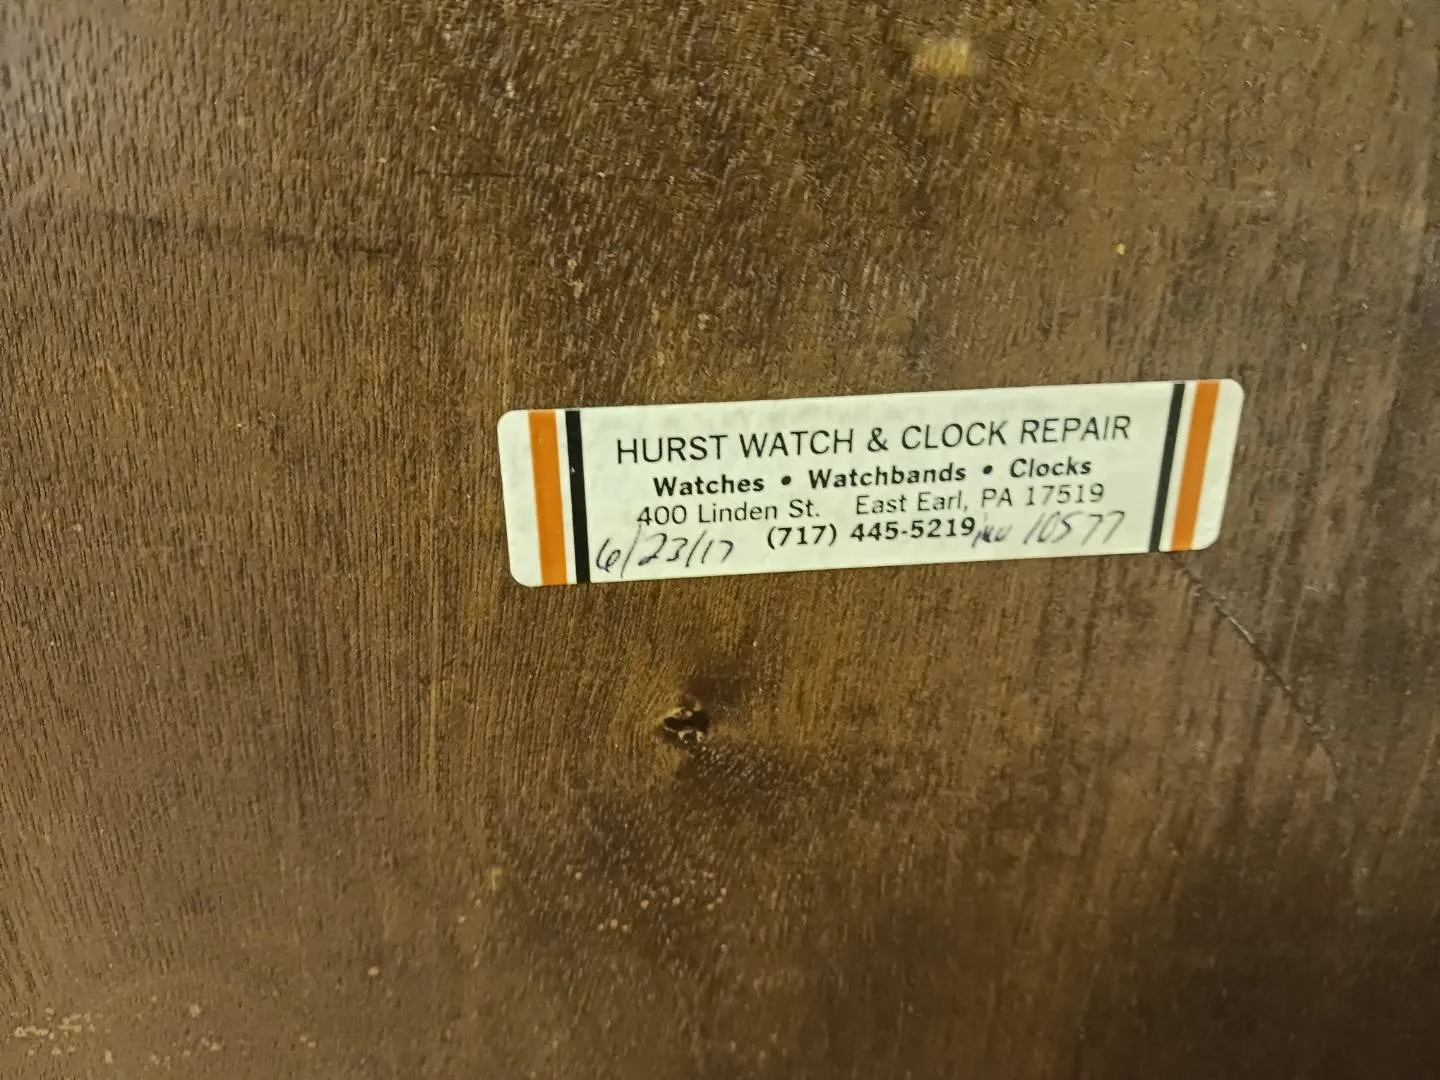 HURST WATCH & CLOCK REPAIR
Watches • Watchbands • Clocks
400 Linden St. East Earl, PA 17519
(717) 445-5219
6/23/17 10577